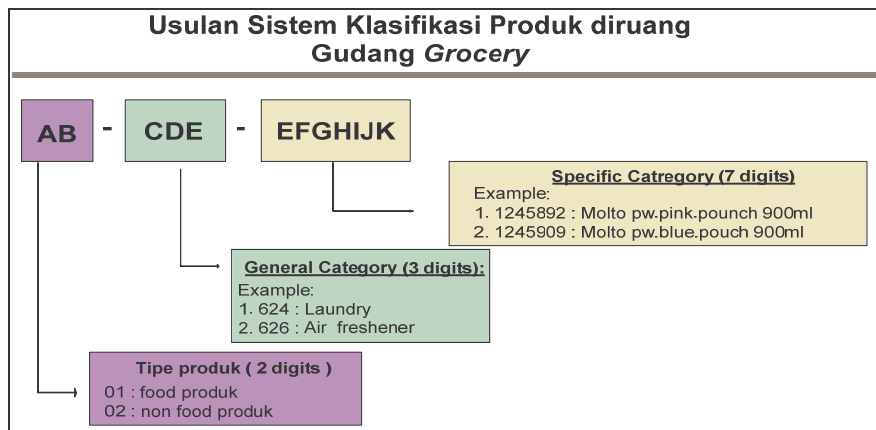 Usulan Sistem Klasifikasi Produk diruang
Gudang Grocery
AB - CDE - EFGHIJK
Specific Catregory (7 digits)
Example:
1. 1245892 : Molto pw.pink.pounch 900ml
2. 1245909 : Molto pw.blue.pouch 900ml
General Category (3 digits):
Example:
1. 624 : Laundry
2. 626 : Air freshener
Tipe produk ( 2 digits )
01 : food produk
02 : non food produk